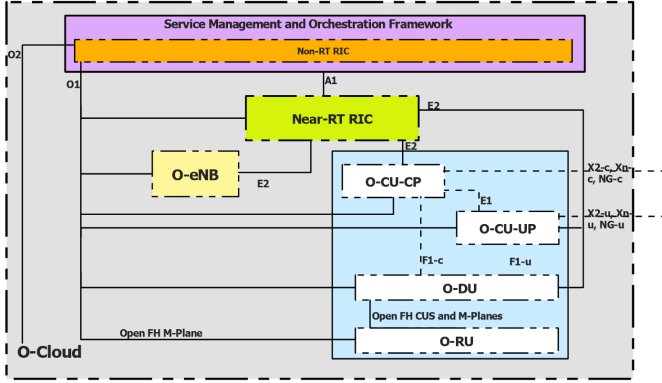 Service Management and Orchestration Framework
Non-RT RIC
O2
O1
A1
E2
Near-RT RIC
E2
O-eNB
E2
O-CU-CP
X2-c, Xn-
c, NG-c
E1
O-CU-UP
X2-u, Xn-
u, NG-u
F1-c
F1-u
O-DU
Open FH CUS and M-Planes
Open FH M-Plane
O-RU
O-Cloud